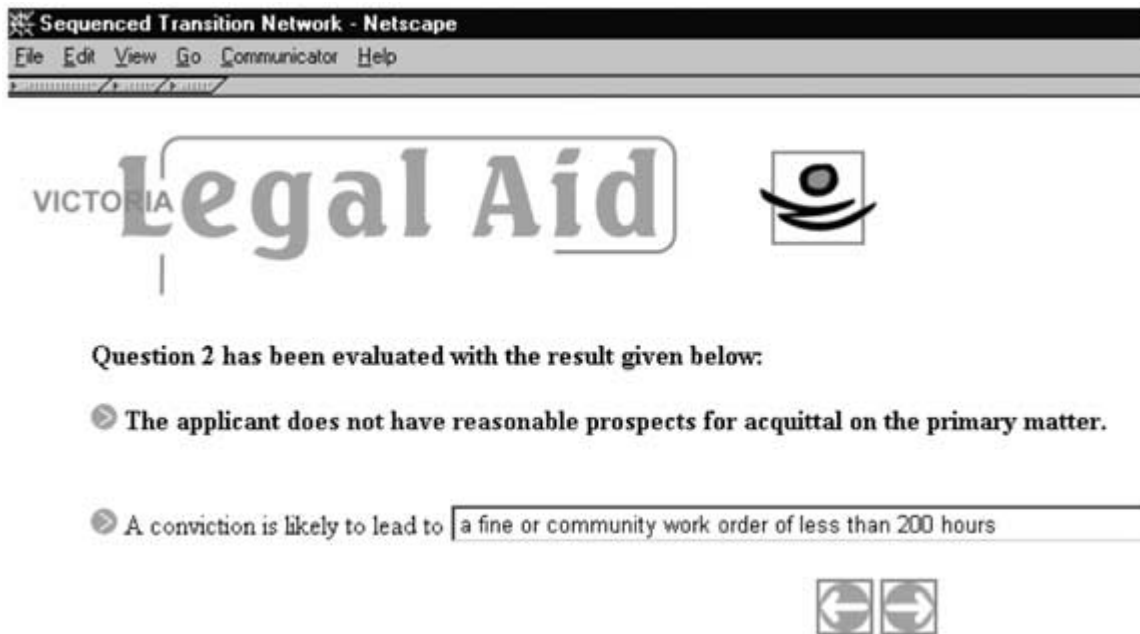 Sequenced Transition Network - Netscape
File Edit View Go Communicator Help
VICTORIA Legal Aid
Question 2 has been evaluated with the result given below:
The applicant does not have reasonable prospects for acquittal on the primary matter.
A conviction is likely to lead to a fine or community work order of less than 200 hours